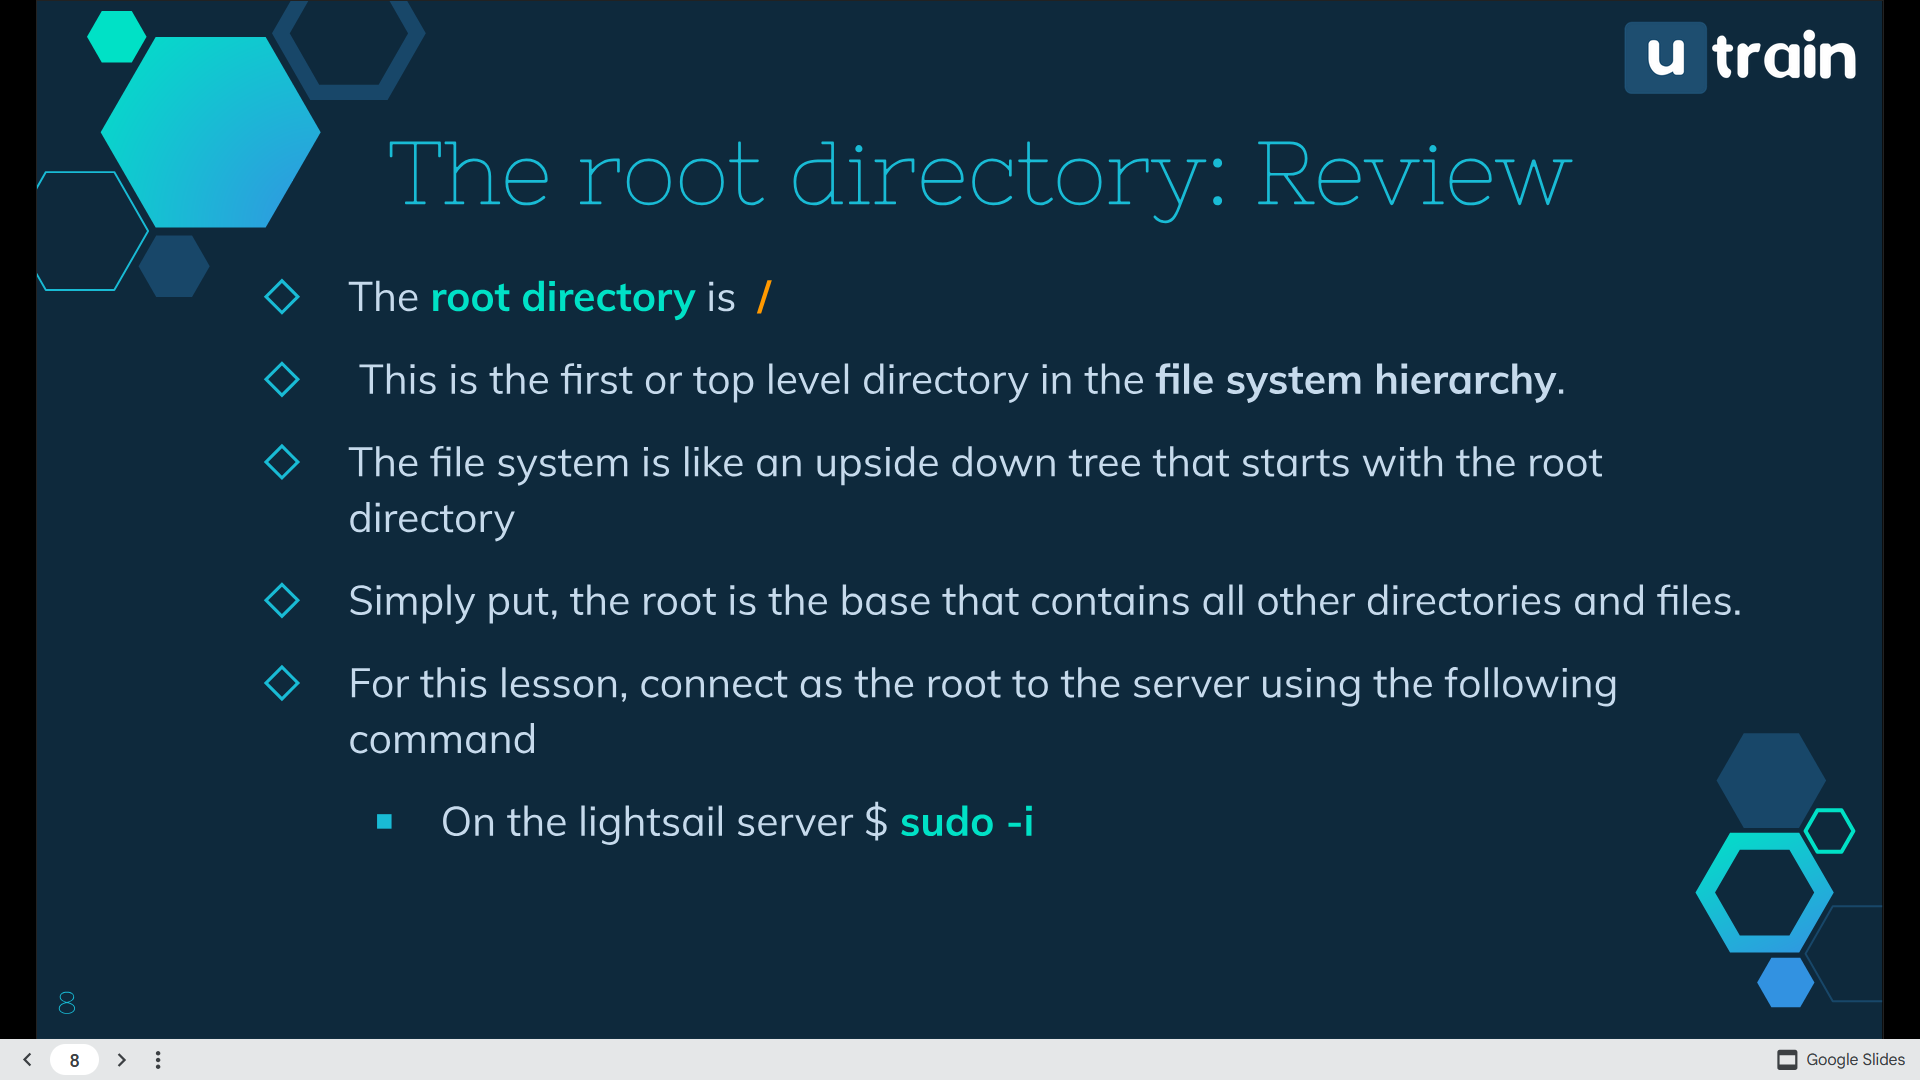 u train
The root directory: Review
The root directory is /
This is the first or top level directory in the file system hierarchy.
The file system is like an upside down tree that starts with the root
directory
Simply put, the root is the base that contains all other directories and files.
For this lesson, connect as the root to the server using the following
command
On the lightsail server $ sudo -i
8
8
Google Slides